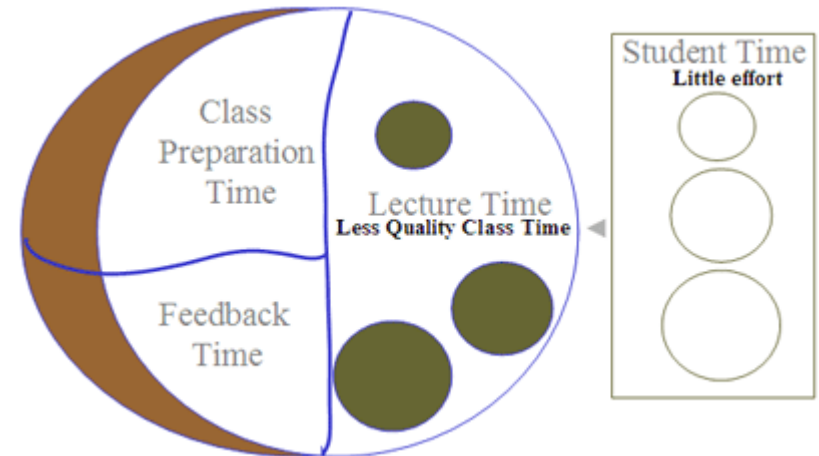 Class
Preparation
Time
Feedback
Time
Lecture Time
Less Quality Class Time
Student Time
Little effort